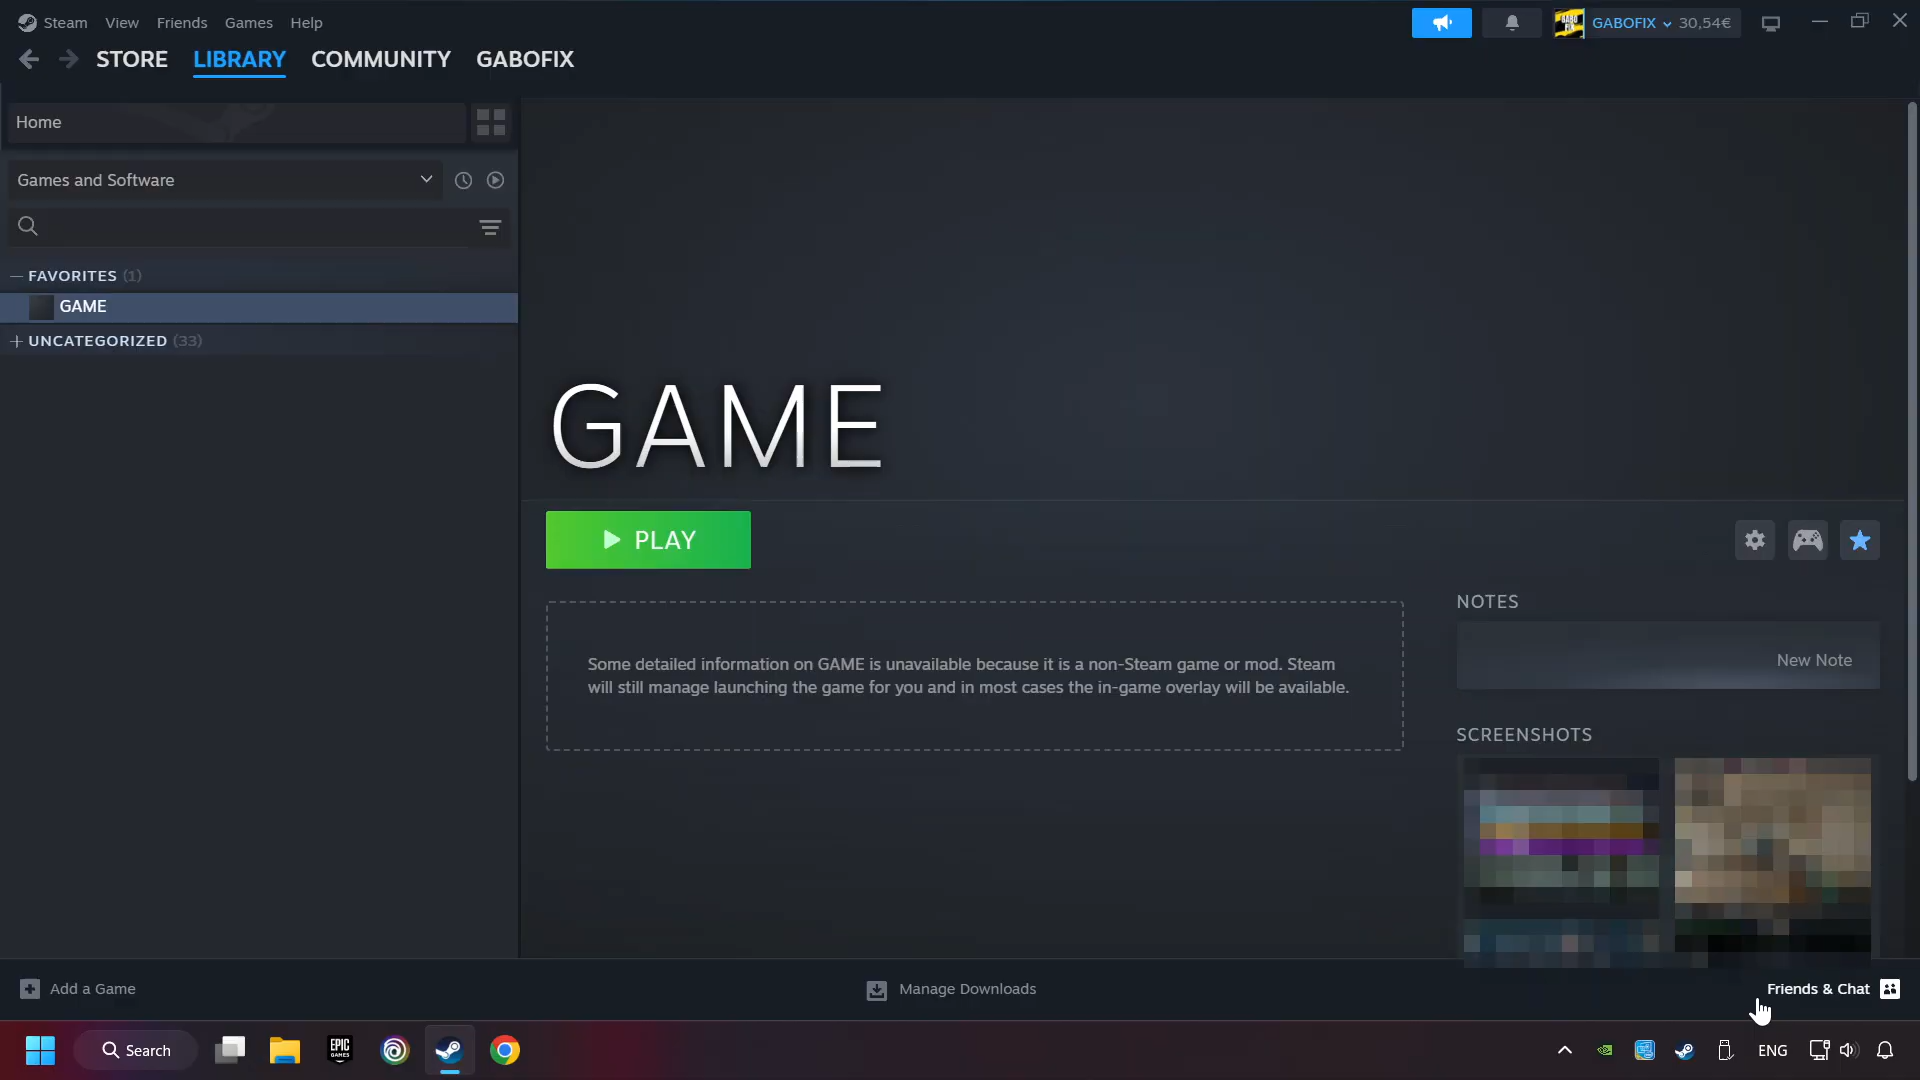 Steam View Friends Games Help
GABOFIX 30,54€
STORE LIBRARY COMMUNITY GABOFIX
Home
Games and Software
FAVORITES (1)
GAME
UNCATEGORIZED (33)
GAME
PLAY
Some detailed information on GAME is unavailable because it is a non-Steam game or mod. Steam
will still manage launching the game for you and in most cases the in-game overlay will be available.
NOTES
New Note
SCREENSHOTS
Add a Game
Manage Downloads
Friends & Chat
Search
EPIC
GAMES
ENG